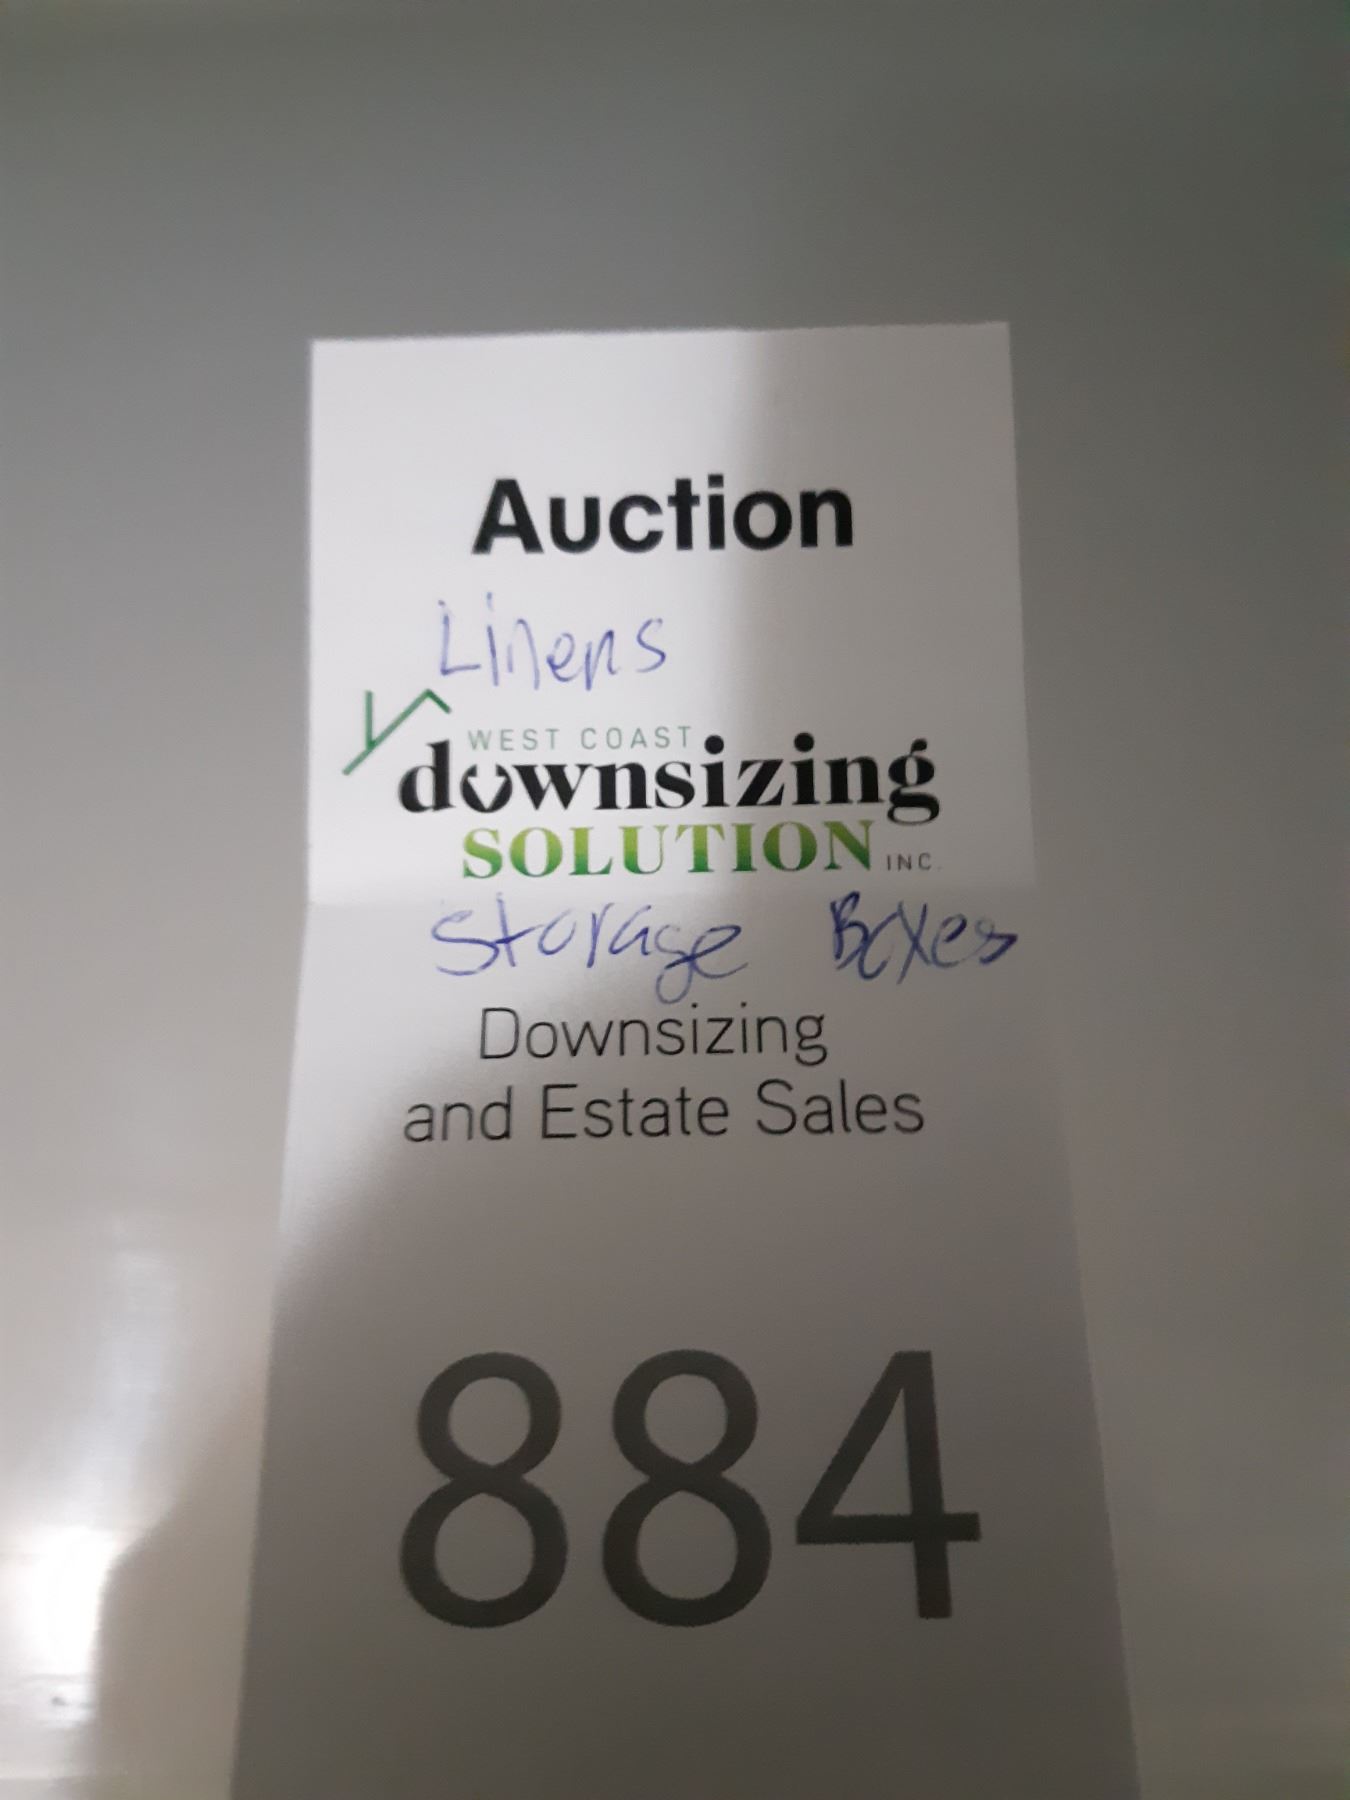 Auction
Linens
WEST COAST
downsizing
SOLUTION INC.
Storage Boxes
Downsizing
and Estate Sales
884